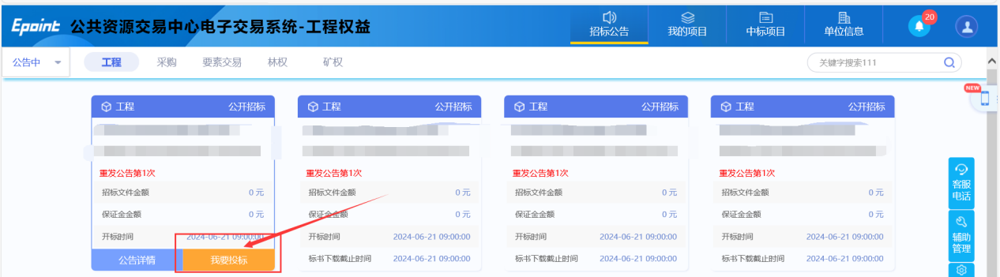 Epoint 公共资源交易中心电子交易系统-工程权益
招标公告 我的项目 中标项目 单位信息 20
公告中 工程 采购 要素交易 林权 矿权 关键字搜索111
NEW
工程 公开招标 工程 公开招标 工程 公开招标 工程 公开招标
重发公告第1次 重发公告第1次 重发公告第1次 重发公告第1次
招标文件金额 0 元 招标文件金额 0 元 招标文件金额 0 元 招标文件金额 0 元
保证金金额 0 元 保证金金额 0 元 保证金金额 0 元 保证金金额 0 元
开标时间 2024-06-21 09:00:00 开标时间 2024-06-21 09:00:00 开标时间 2024-06-21 09:00:00 开标时间 2024-06-21 09:00:00
公告详情 我要投标 标书下载截止时间 2024-06-21 09:00:00 标书下载截止时间 2024-06-21 09:00:00 标书下载截止时间 2024-06-21 09:00:00
客服
电话
辅助
管理